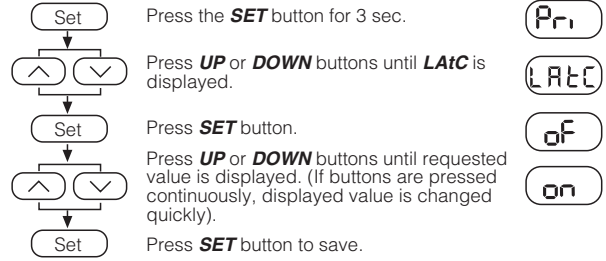 Set
Press the SET button for 3 sec.
Pri
Press UP or DOWN buttons until LAtC is
displayed.
LAtC
Set
Press SET button.
oF
Press UP or DOWN buttons until requested
value is displayed. (If buttons are pressed
continuously, displayed value is changed
quickly).
on
Set
Press SET button to save.